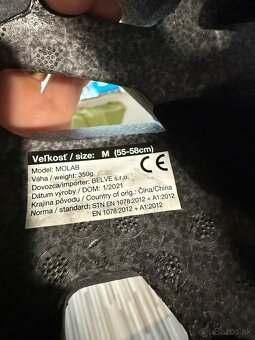 Veľkosť / size: M (55-58cm)
Model: MOLAB
Váha / weight: 350g
Dovozca/importer: BELVE s.r.o.
Dátum výroby / DOM: 1/2021
Krajina pôvodu / Country of orig.: Čína/China
Norma / standard: STN EN 1078:2012 + A1:2012
EN 1078:2012 + A1:2012
CE
bazos.sk